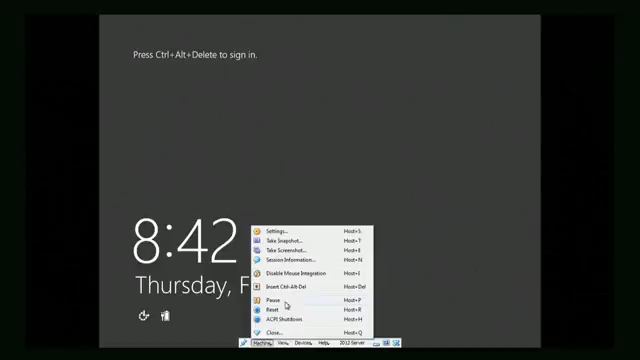 Press Ctrl+Alt+Delete to sign in.
8:42
Thursday, F
Settings... Host+S
Take Snapshot... Host+T
Take Screenshot... Host+E
Session Information... Host+N
Disable Mouse Integration Host+I
Insert Ctrl-Alt-Del Host+Del
Pause Host+P
Reset Host+R
ACPI Shutdown Host+H
Close... Host+Q
Machine View Devices Help 2012 Server